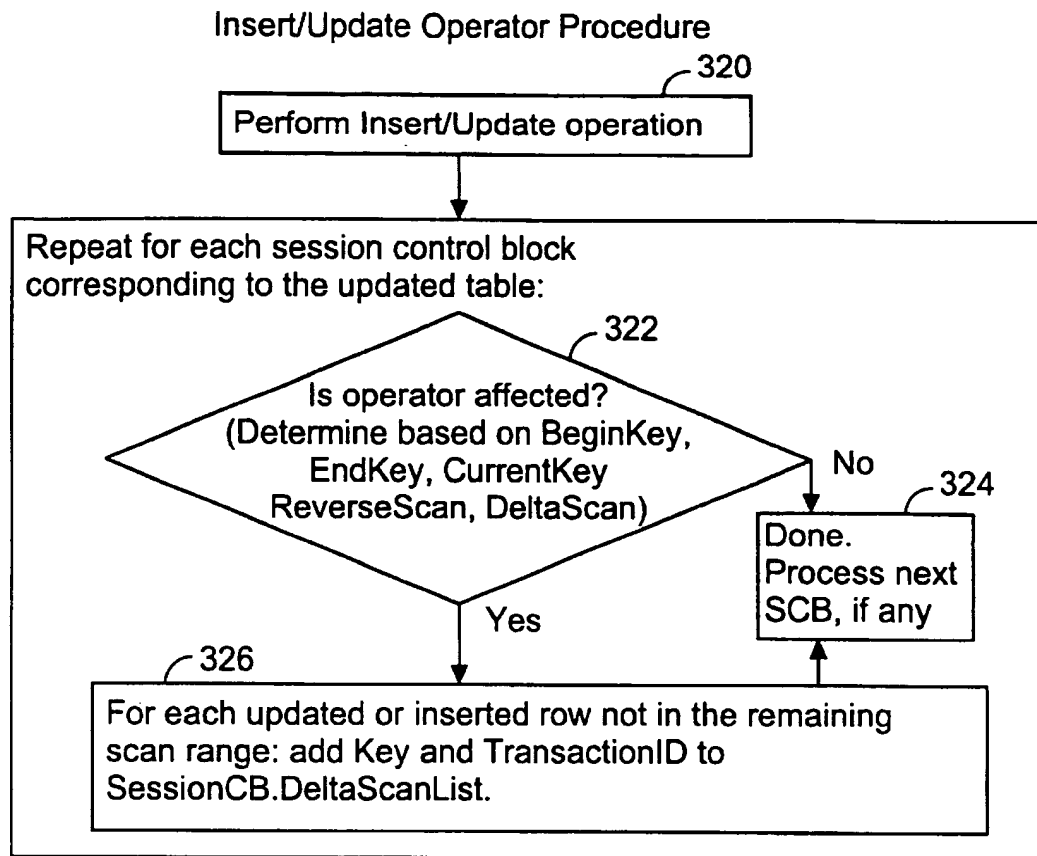 Insert/Update Operator Procedure
320
Perform Insert/Update operation
Repeat for each session control block
corresponding to the updated table:
322
Is operator affected?
(Determine based on BeginKey,
EndKey, CurrentKey
ReverseScan, DeltaScan)
No
324
Done.
Process next
SCB, if any
Yes
326
For each updated or inserted row not in the remaining
scan range: add Key and TransactionID to
SessionCB.DeltaScanList.